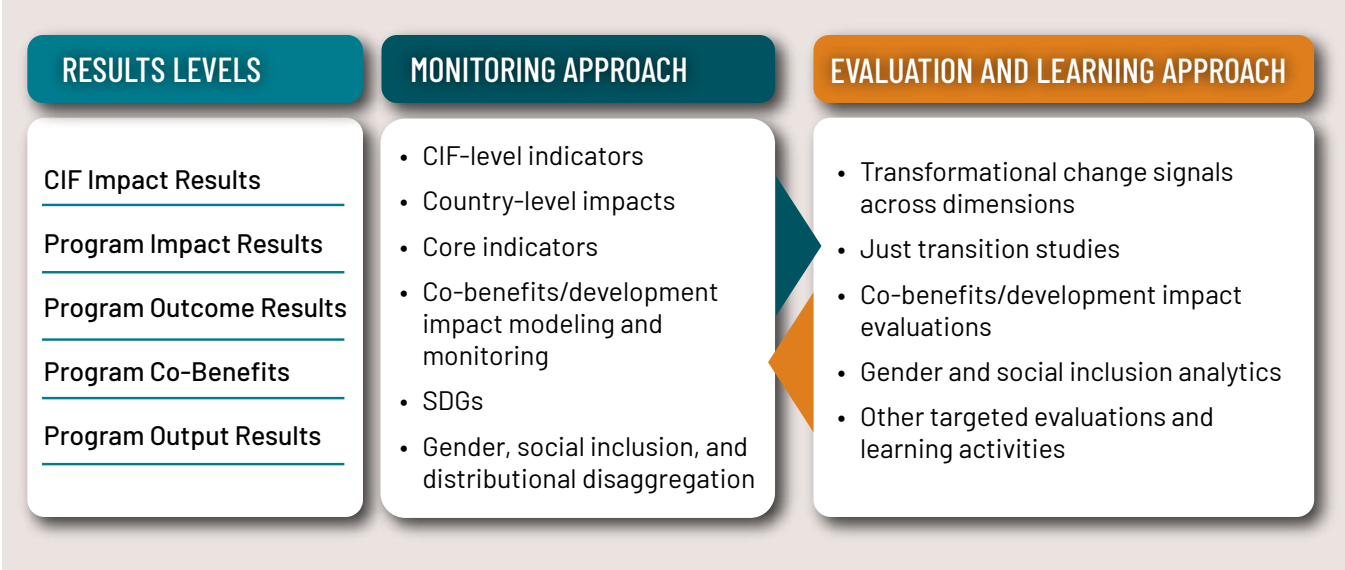 RESULTS LEVELS
CIF Impact Results
Program Impact Results
Program Outcome Results
Program Co-Benefits
Program Output Results
MONITORING APPROACH
• CIF-level indicators
• Country-level impacts
• Core indicators
• Co-benefits/development
impact modeling and
monitoring
• SDGs
• Gender, social inclusion, and
distributional disaggregation
EVALUATION AND LEARNING APPROACH
• Transformational change signals
across dimensions
• Just transition studies
• Co-benefits/development impact
evaluations
• Gender and social inclusion analytics
• Other targeted evaluations and
learning activities